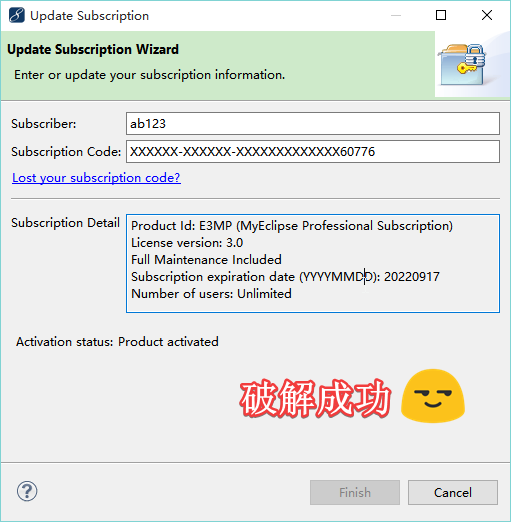 Update Subscription
Update Subscription Wizard
Enter or update your subscription information.
Subscriber: ab123
Subscription Code: XXXXXX-XXXXXX-XXXXXXXXXXXXX60776
Lost your subscription code?
Subscription Detail
Product Id: E3MP (MyEclipse Professional Subscription)
License version: 3.0
Full Maintenance Included
Subscription expiration date (YYYYMMDD): 20220917
Number of users: Unlimited
Activation status: Product activated
破解成功
?
Finish Cancel